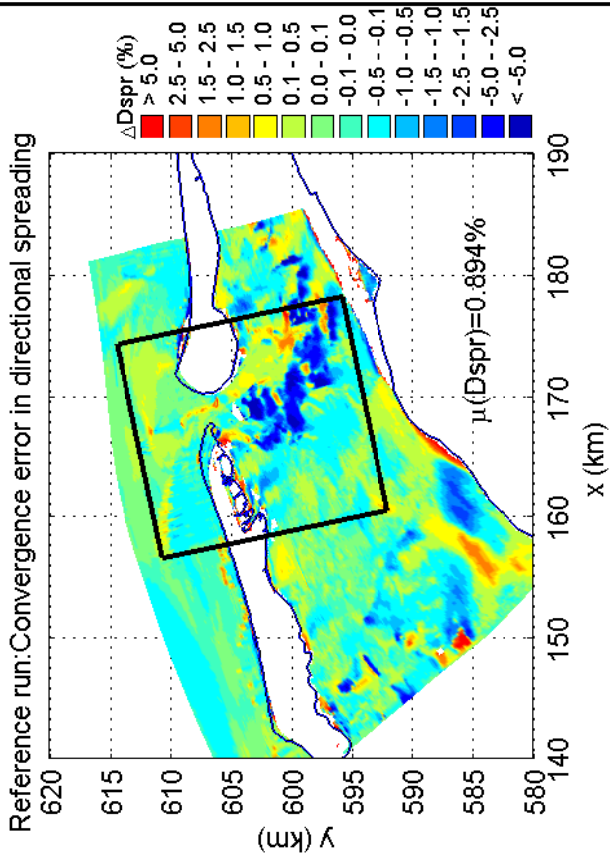 Reference run:Convergence error in directional spreading
ΔDspr (%)
> 5.0
2.5 - 5.0
1.5 - 2.5
1.0 - 1.5
0.5 - 1.0
0.1 - 0.5
0.0 - 0.1
-0.1 - 0.0
-0.5 - -0.1
-1.0 - -0.5
-1.5 - -1.0
-2.5 - -1.5
-5.0 - -2.5
< -5.0
620
615
610
605
600
595
590
585
580
y (km)
μ(Dspr)=0.894%
140
150
160
170
180
190
x (km)